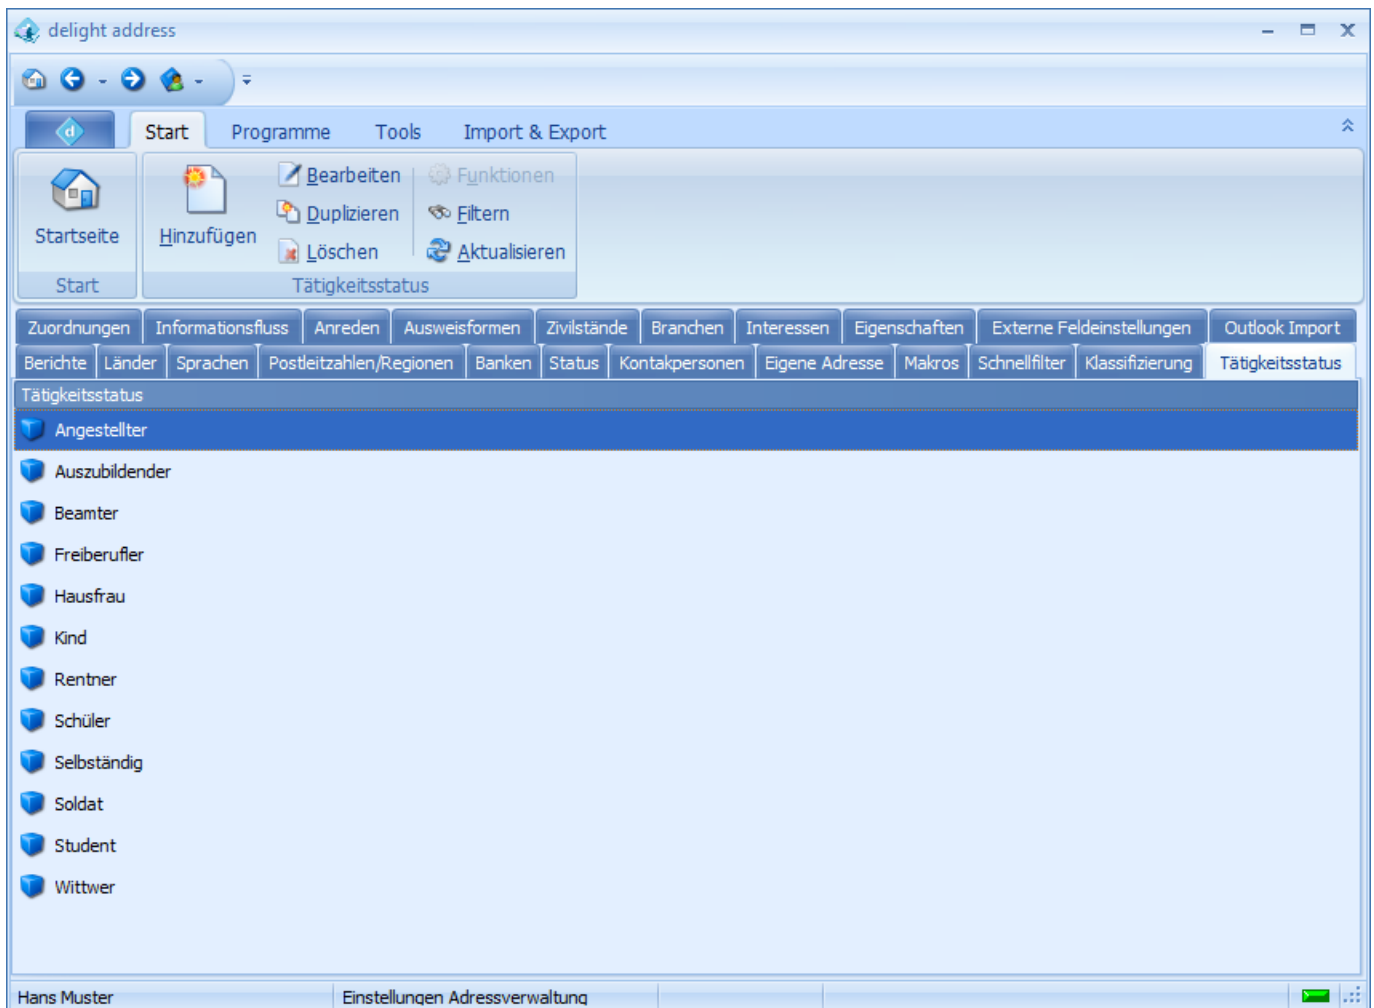 delight address
Start Programme Tools Import & Export
Startseite
Hinzufügen
Bearbeiten
Duplizieren
Löschen
Funktionen
Filtern
Aktualisieren
Start
Tätigkeitsstatus
Zuordnungen Informationsfluss Anreden Ausweisformen Zivilstände Branchen Interessen Eigenschaften Externe Feldeinstellungen Outlook Import
Berichte Länder Sprachen Postleitzahlen/Regionen Banken Status Kontakpersonen Eigene Adresse Makros Schnellfilter Klassifizierung Tätigkeitsstatus
Tätigkeitsstatus
Angestellter
Auszubildender
Beamter
Freiberufler
Hausfrau
Kind
Rentner
Schüler
Selbständig
Soldat
Student
Wittwer
Hans Muster Einstellungen Adressverwaltung